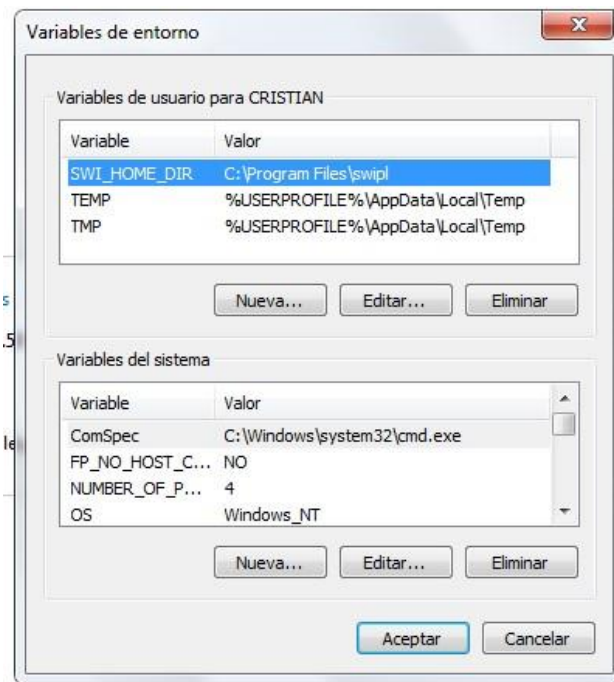 Variables de entorno
Variables de usuario para CRISTIAN
Variable Valor
SWI_HOME_DIR C:\Program Files\swipl
TEMP %USERPROFILE%\AppData\Local\Temp
TMP %USERPROFILE%\AppData\Local\Temp
Nueva... Editar... Eliminar
Variables del sistema
Variable Valor
ComSpec C:\Windows\system32\cmd.exe
FP_NO_HOST_C... NO
NUMBER_OF_P... 4
OS Windows_NT
Nueva... Editar... Eliminar
Aceptar Cancelar